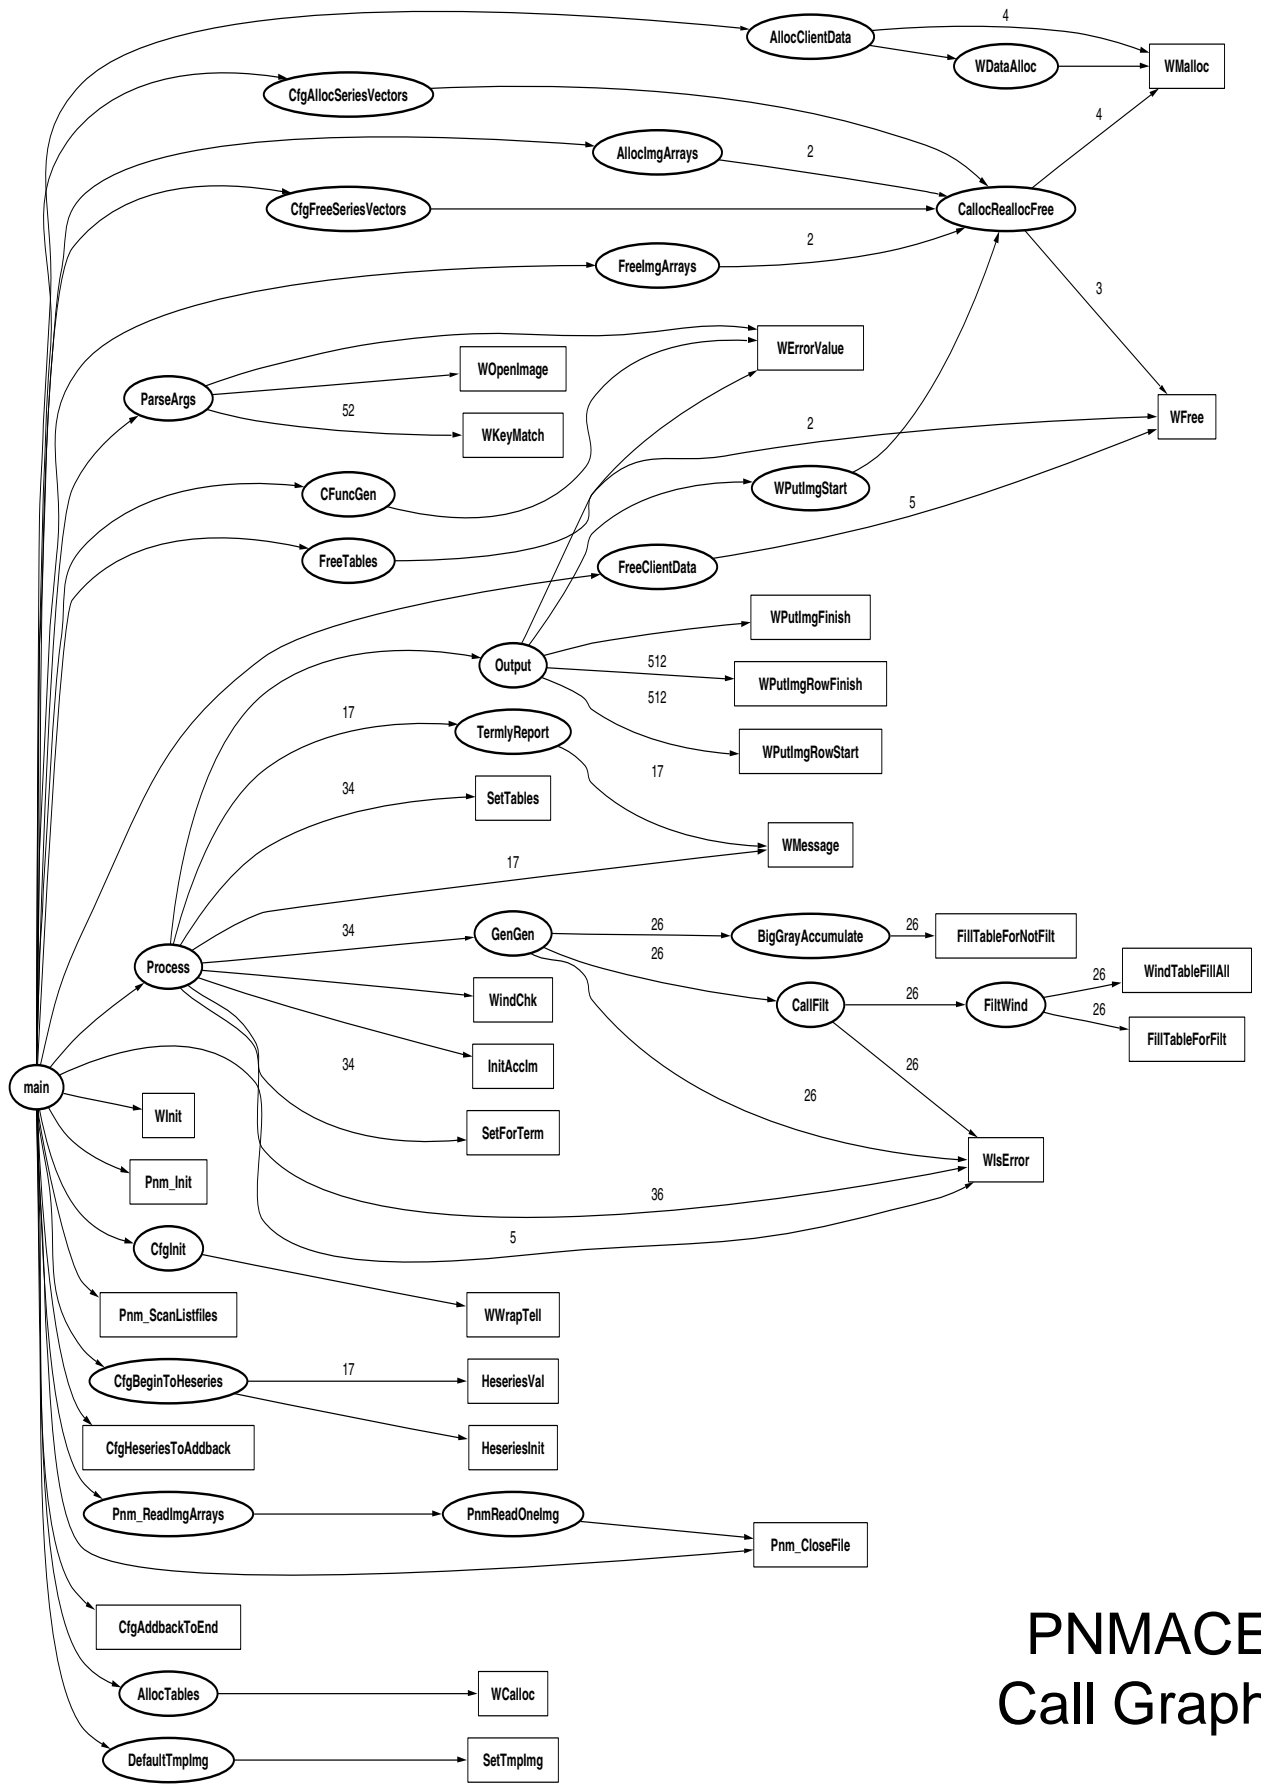 AllocClientData
4
WDataAlloc
WMalloc
CfgAllocSeriesVectors
4
AllocImgArrays
2
CfgFreeSeriesVectors
CallocReallocFree
2
FreeImgArrays
3
WErrorValue
WOpenImage
ParseArgs
52
WKeyMatch
2
WFree
CFuncGen
WPutImgStart
5
FreeTables
FreeClientData
WPutImgFinish
Output
512
WPutImgRowFinish
512
17
TermlyReport
WPutImgRowStart
17
34
SetTables
WMessage
17
34
GenGen
26
BigGrayAccumulate
26
FillTableForNotFilt
26
Process
WindTableFillAll
26
WindChk
CallFilt
26
FiltWind
26
FillTableForFilt
34
InitAccIm
26
main
26
WInit
SetForTerm
WIsError
Pnm_Init
36
5
CfgInit
Pnm_ScanListfiles
WWrapTell
17
CfgBeginToHeseries
HeseriesVal
CfgHeseriesToAddback
HeseriesInit
Pnm_ReadImgArrays
PnmReadOneImg
Pnm_CloseFile
CfgAddbackToEnd
PNMACE
Call Graph
AllocTables
WCalloc
DefaultTmpImg
SetTmpImg